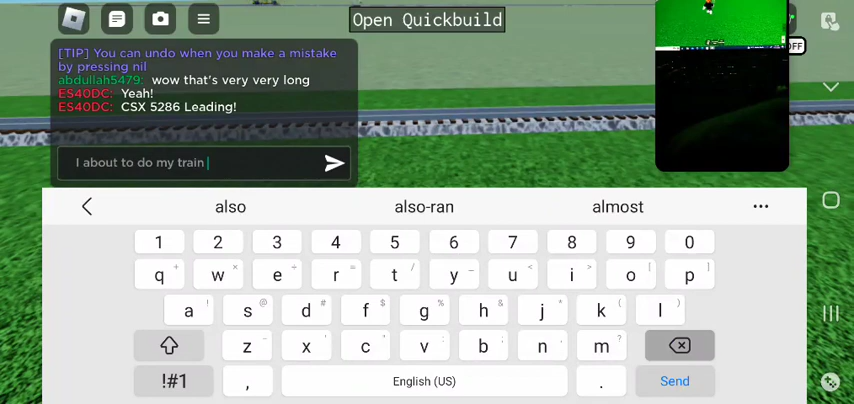 Open Quickbuild
OFF
[TIP] You can undo when you make a mistake
by pressing nil
abdullah5479: wow that's very very long
ES40DC: Yeah!
ES40DC: CSX 5286 Leading!
I about to do my train
also also-ran almost
1 2 3 4 5 6 7 8 9 0
q w e r t y u i o p
a s d f g h j k l
z x c v b n m
!#1 , English (US) . Send